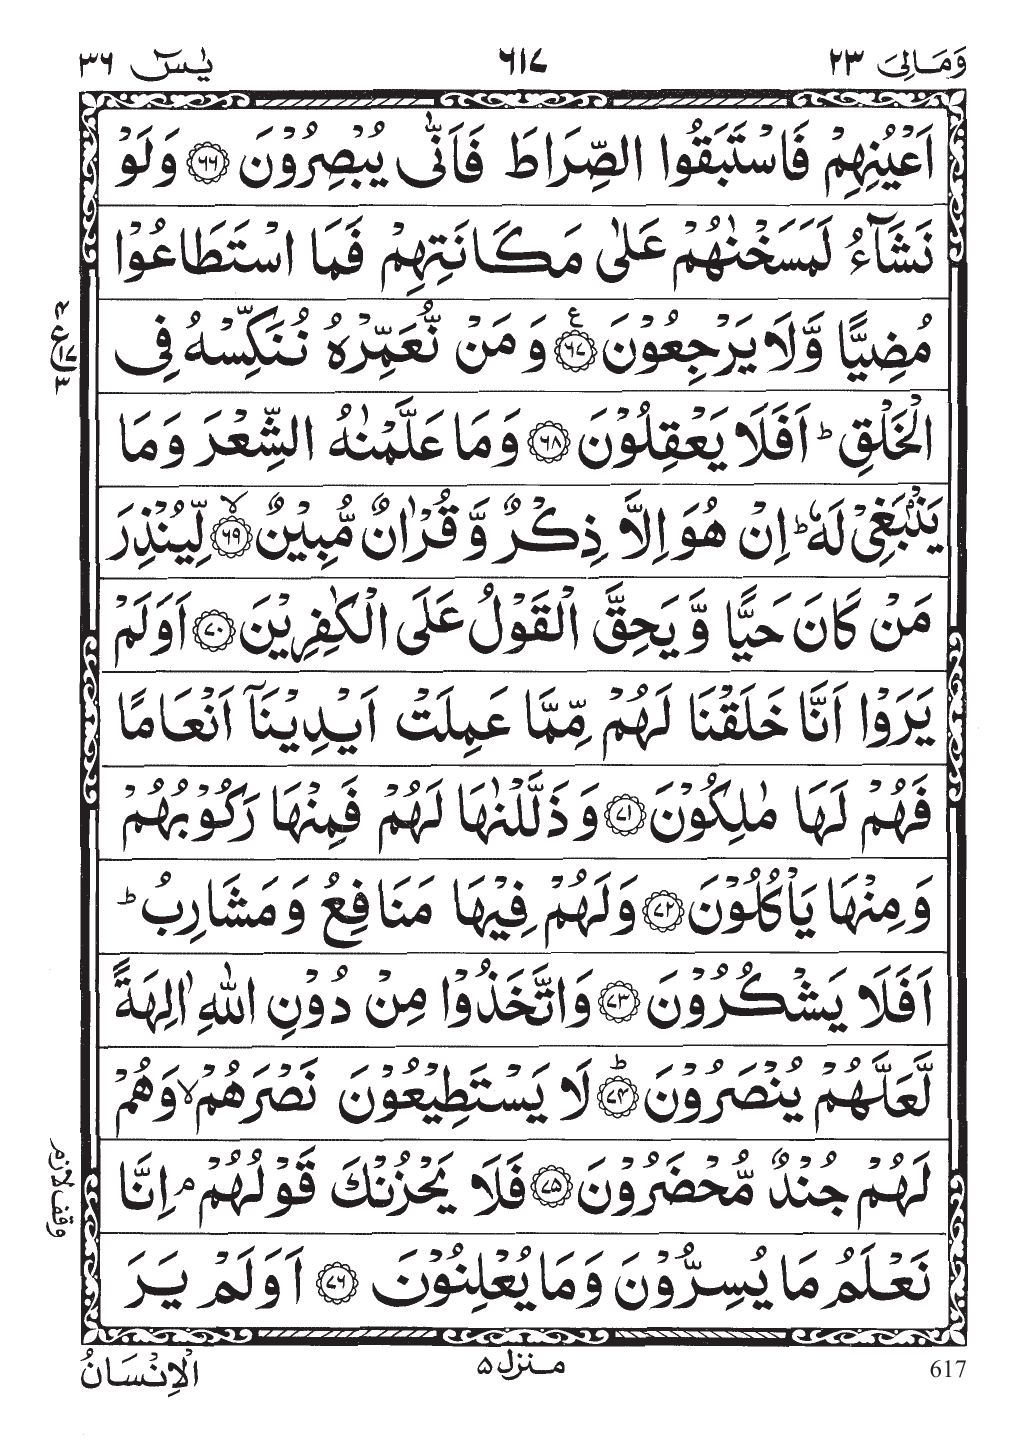 وَمَالِىَ ٢٣ ٦١٧ يٰسٓ ٣٦
اَعْيُنِهِمْ فَاسْتَبَقُوا الصِّرَاطَ فَاَنّٰى يُبْصِرُوْنَ ﴿٦٦﴾ وَلَوْ
نَشَآءُ لَمَسَخْنٰهُمْ عَلٰى مَكَانَتِهِمْ فَمَا اسْتَطَاعُوْا
مُضِيًّا وَّلَا يَرْجِعُوْنَ ﴿٦٧﴾ ع وَمَنْ نُّعَمِّرْهُ نُنَكِّسْهُ فِى
الْخَلْقِ ؕ اَفَلَا يَعْقِلُوْنَ ﴿٦٨﴾ وَمَا عَلَّمْنٰهُ الشِّعْرَ وَمَا
يَنْۢبَغِىْ لَهٗ ؕ اِنْ هُوَ اِلَّا ذِكْرٌ وَّقُرْاٰنٌ مُّبِيْنٌ ﴿٦٩﴾ ۙ لِّيُنْذِرَ
مَنْ كَانَ حَيًّا وَّيَحِقَّ الْقَوْلُ عَلَى الْكٰفِرِيْنَ ﴿٧٠﴾ اَوَلَمْ
يَرَوْا اَنَّا خَلَقْنَا لَهُمْ مِّمَّا عَمِلَتْ اَيْدِيْنَآ اَنْعَامًا
فَهُمْ لَهَا مٰلِكُوْنَ ﴿٧١﴾ وَذَلَّلْنٰهَا لَهُمْ فَمِنْهَا رَكُوْبُهُمْ
وَمِنْهَا يَاْكُلُوْنَ ﴿٧٢﴾ وَلَهُمْ فِيْهَا مَنَافِعُ وَمَشَارِبُ ؕ
اَفَلَا يَشْكُرُوْنَ ﴿٧٣﴾ وَاتَّخَذُوْا مِنْ دُوْنِ اللّٰهِ اٰلِهَةً
لَّعَلَّهُمْ يُنْصَرُوْنَ ﴿٧٤﴾ ؕ لَا يَسْتَطِيْعُوْنَ نَصْرَهُمْ ۙ وَهُمْ
لَهُمْ جُنْدٌ مُّحْضَرُوْنَ ﴿٧٥﴾ فَلَا يَحْزُنْكَ قَوْلُهُمْ ۘ اِنَّا
وقف لازم
نَعْلَمُ مَا يُسِرُّوْنَ وَمَا يُعْلِنُوْنَ ﴿٧٦﴾ اَوَلَمْ يَرَ
الْاِنْسَانُ منزل ٥ 617